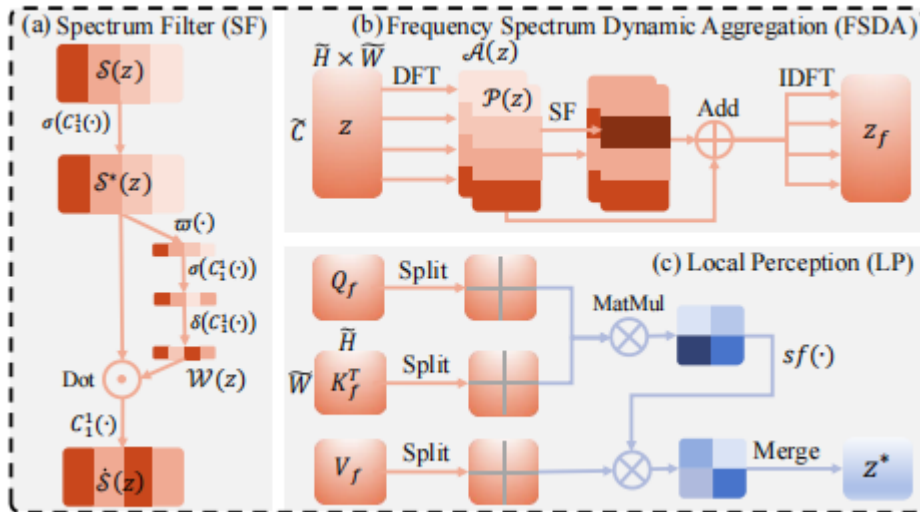 (a) Spectrum Filter (SF)
𝒮(z)
σ(C₁¹(·))
𝒮*(z)
ϖ(·)
σ(C₁¹(·))
δ(C₁¹(·))
𝒲(z)
Dot
C₁¹(·)
𝒮̇(z)
(b) Frequency Spectrum Dynamic Aggregation (FSDA)
H̃ × W̃
C̃
z
DFT
𝒜(z)
𝒫(z)
SF
Add
IDFT
z_f
(c) Local Perception (LP)
Q_f
Split
H̃
W̃
K_f^T
Split
V_f
Split
MatMul
sf(·)
Merge
z*